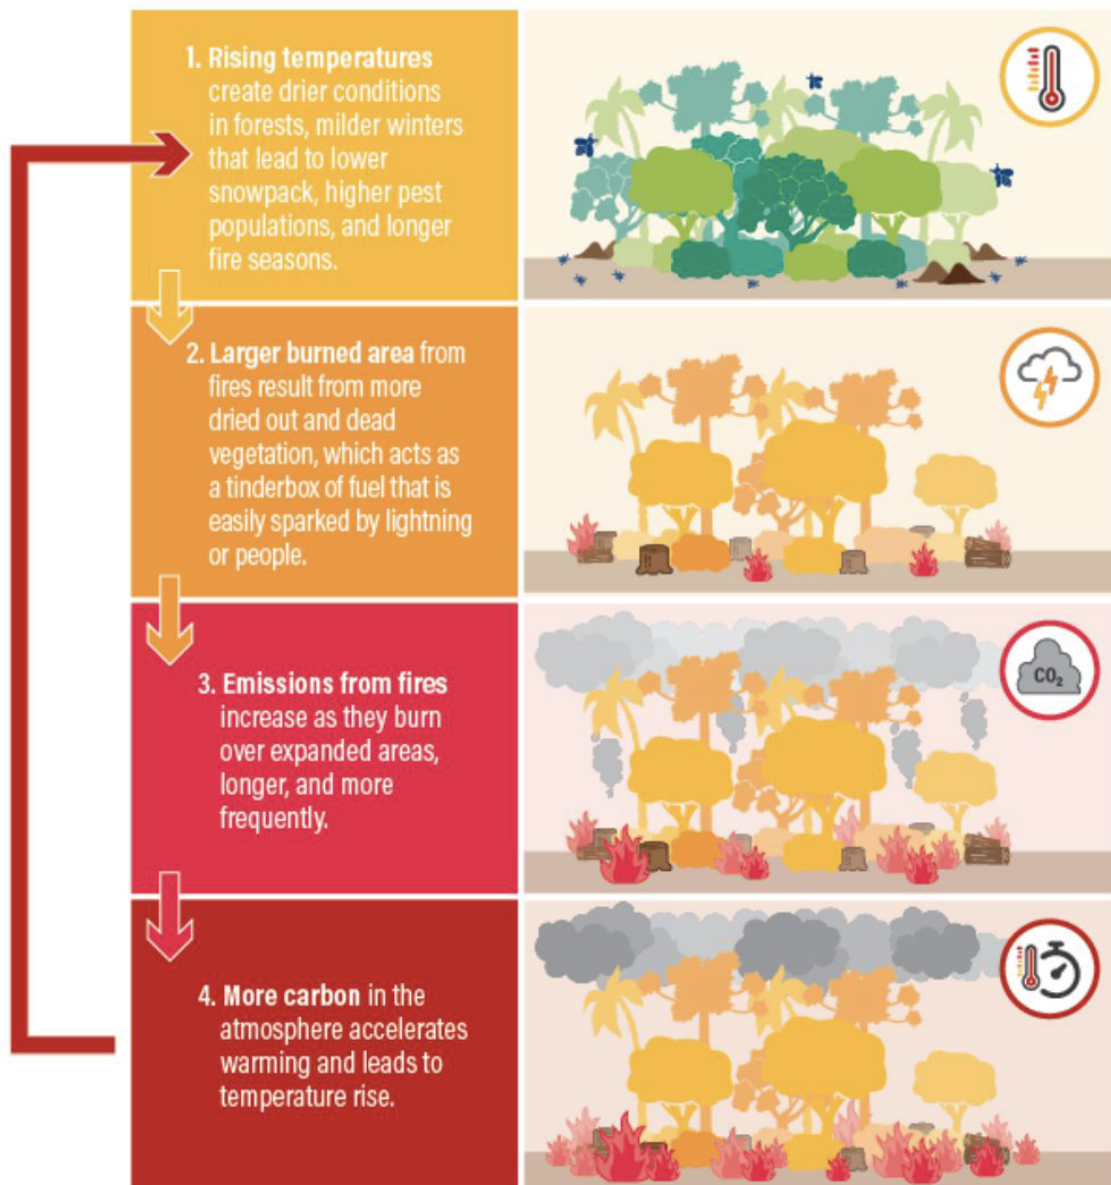 1. Rising temperatures
create drier conditions
in forests, milder winters
that lead to lower
snowpack, higher pest
populations, and longer
fire seasons.
2. Larger burned area from
fires result from more
dried out and dead
vegetation, which acts as
a tinderbox of fuel that is
easily sparked by lightning
or people.
3. Emissions from fires
increase as they burn
over expanded areas,
longer, and more
frequently.
CO₂
4. More carbon in the
atmosphere accelerates
warming and leads to
temperature rise.